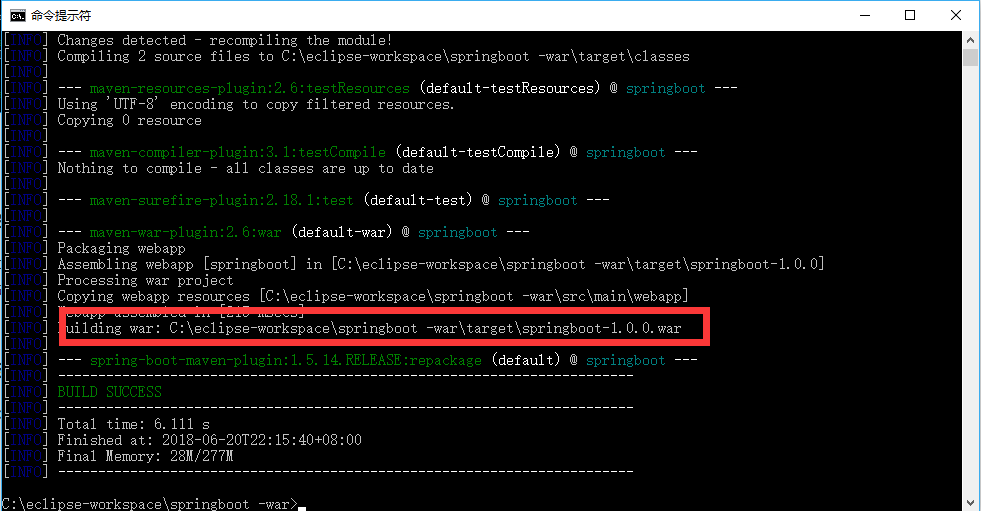 命令提示符
[INFO] Changes detected - recompiling the module!
[INFO] Compiling 2 source files to C:\eclipse-workspace\springboot -war\target\classes
[INFO]
[INFO] --- maven-resources-plugin:2.6:testResources (default-testResources) @ springboot ---
[INFO] Using 'UTF-8' encoding to copy filtered resources.
[INFO] Copying 0 resource
[INFO]
[INFO] --- maven-compiler-plugin:3.1:testCompile (default-testCompile) @ springboot ---
[INFO] Nothing to compile - all classes are up to date
[INFO]
[INFO] --- maven-surefire-plugin:2.18.1:test (default-test) @ springboot ---
[INFO]
[INFO] --- maven-war-plugin:2.6:war (default-war) @ springboot ---
[INFO] Packaging webapp
[INFO] Assembling webapp [springboot] in [C:\eclipse-workspace\springboot -war\target\springboot-1.0.0]
[INFO] Processing war project
[INFO] Copying webapp resources [C:\eclipse-workspace\springboot -war\src\main\webapp]
[INFO] Webapp assembled in msecs]
[INFO] Building war: C:\eclipse-workspace\springboot -war\target\springboot-1.0.0.war
[INFO]
[INFO] --- spring-boot-maven-plugin:1.5.14.RELEASE:repackage (default) @ springboot ---
[INFO] ------------------------------------------------------------------------
[INFO] BUILD SUCCESS
[INFO] ------------------------------------------------------------------------
[INFO] Total time: 6.111 s
[INFO] Finished at: 2018-06-20T22:15:40+08:00
[INFO] Final Memory: 28M/277M
[INFO] ------------------------------------------------------------------------
C:\eclipse-workspace\springboot -war>